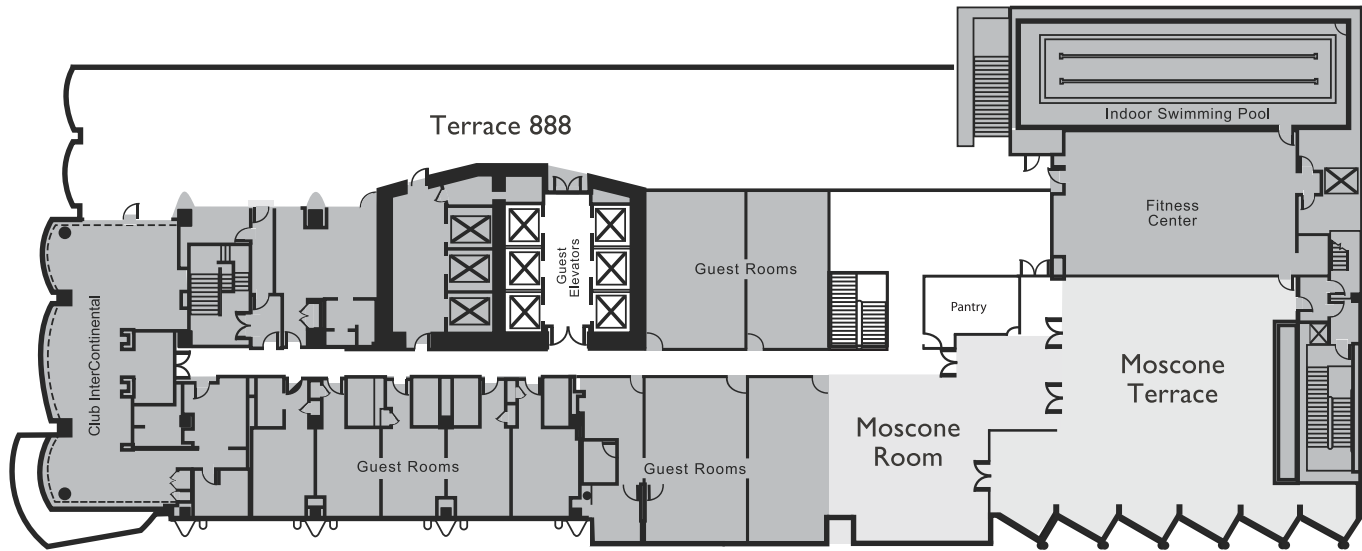 Indoor Swimming Pool
Terrace 888
Fitness
Center
Guest
Elevators
Guest Rooms
Pantry
Club InterContinental
Moscone
Terrace
Moscone
Room
Guest Rooms
Guest Rooms